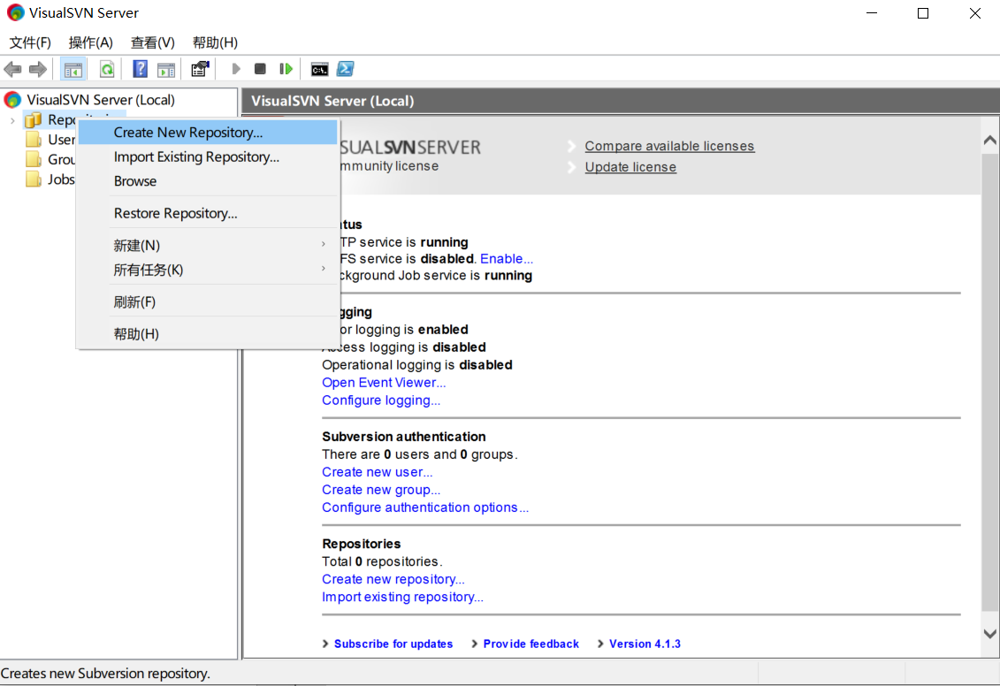 VisualSVN Server
文件(F) 操作(A) 查看(V) 帮助(H)
VisualSVN Server (Local)
User
Grou
Jobs
Create New Repository...
Import Existing Repository...
Browse
Restore Repository...
新建(N)
所有任务(K)
刷新(F)
帮助(H)
VisualSVN Server (Local)
SUALSVNSERVER
mmunity license
Compare available licenses
Update license
tus
TP service is running
FS service is disabled. Enable...
ckground Job service is running
gging
or logging is enabled
Access logging is disabled
Operational logging is disabled
Open Event Viewer...
Configure logging...
Subversion authentication
There are 0 users and 0 groups.
Create new user...
Create new group...
Configure authentication options...
Repositories
Total 0 repositories.
Create new repository...
Import existing repository...
Subscribe for updates Provide feedback Version 4.1.3
Creates new Subversion repository.